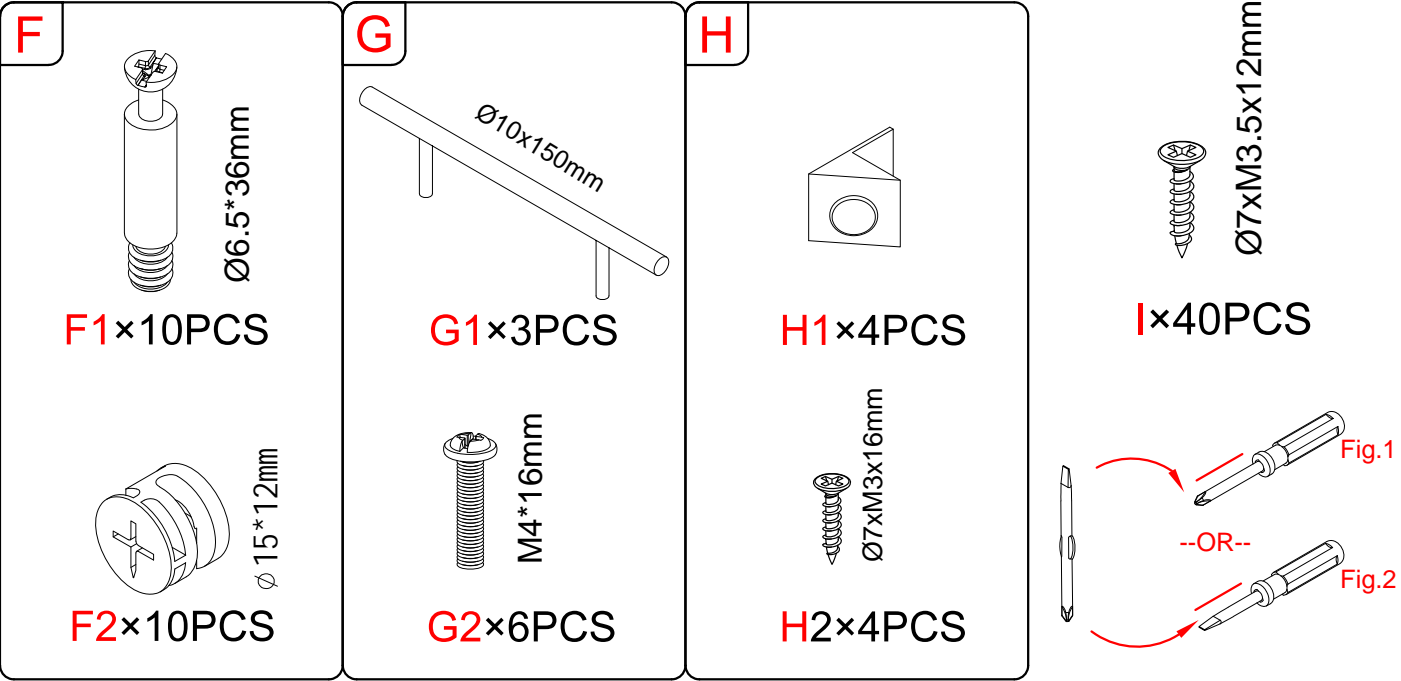 F
Ø6.5*36mm
F1×10PCS
⌀15*12mm
F2×10PCS
G
Ø10x150mm
G1×3PCS
M4*16mm
G2×6PCS
H
H1×4PCS
Ø7xM3x16mm
H2×4PCS
Ø7xM3.5x12mm
I×40PCS
Fig.1
--OR--
Fig.2